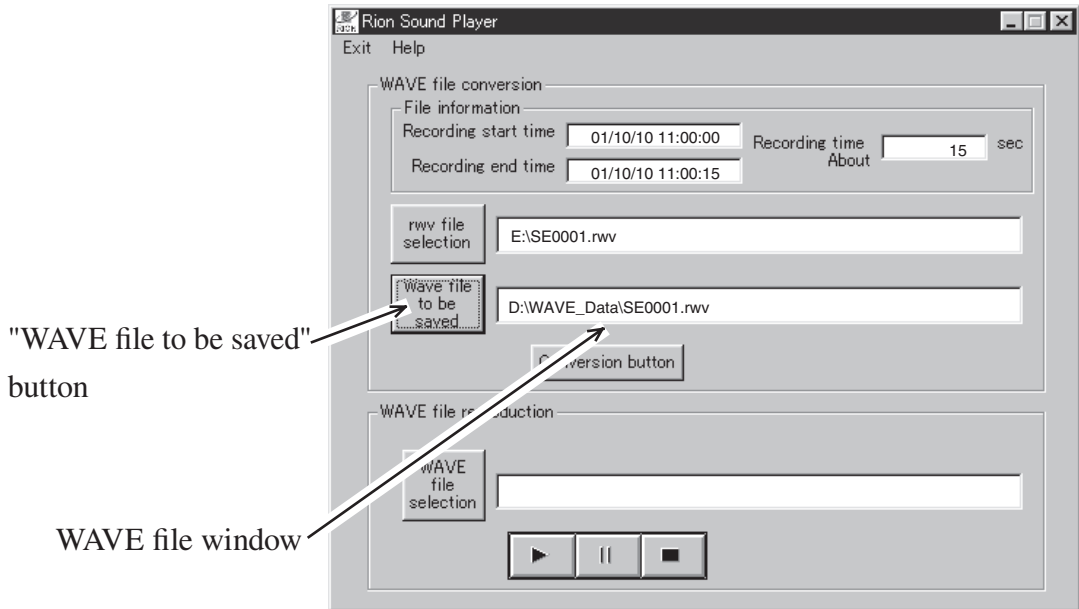 RION
Rion Sound Player
Exit Help
WAVE file conversion
File information
Recording start time 01/10/10 11:00:00
Recording time About 15 sec
Recording end time 01/10/10 11:00:15
rwv file
selection
E:\SE0001.rwv
Wave file
to be
saved
D:\WAVE_Data\SE0001.rwv
"WAVE file to be saved"
button
Conversion button
WAVE file reproduction
WAVE
file
selection
WAVE file window